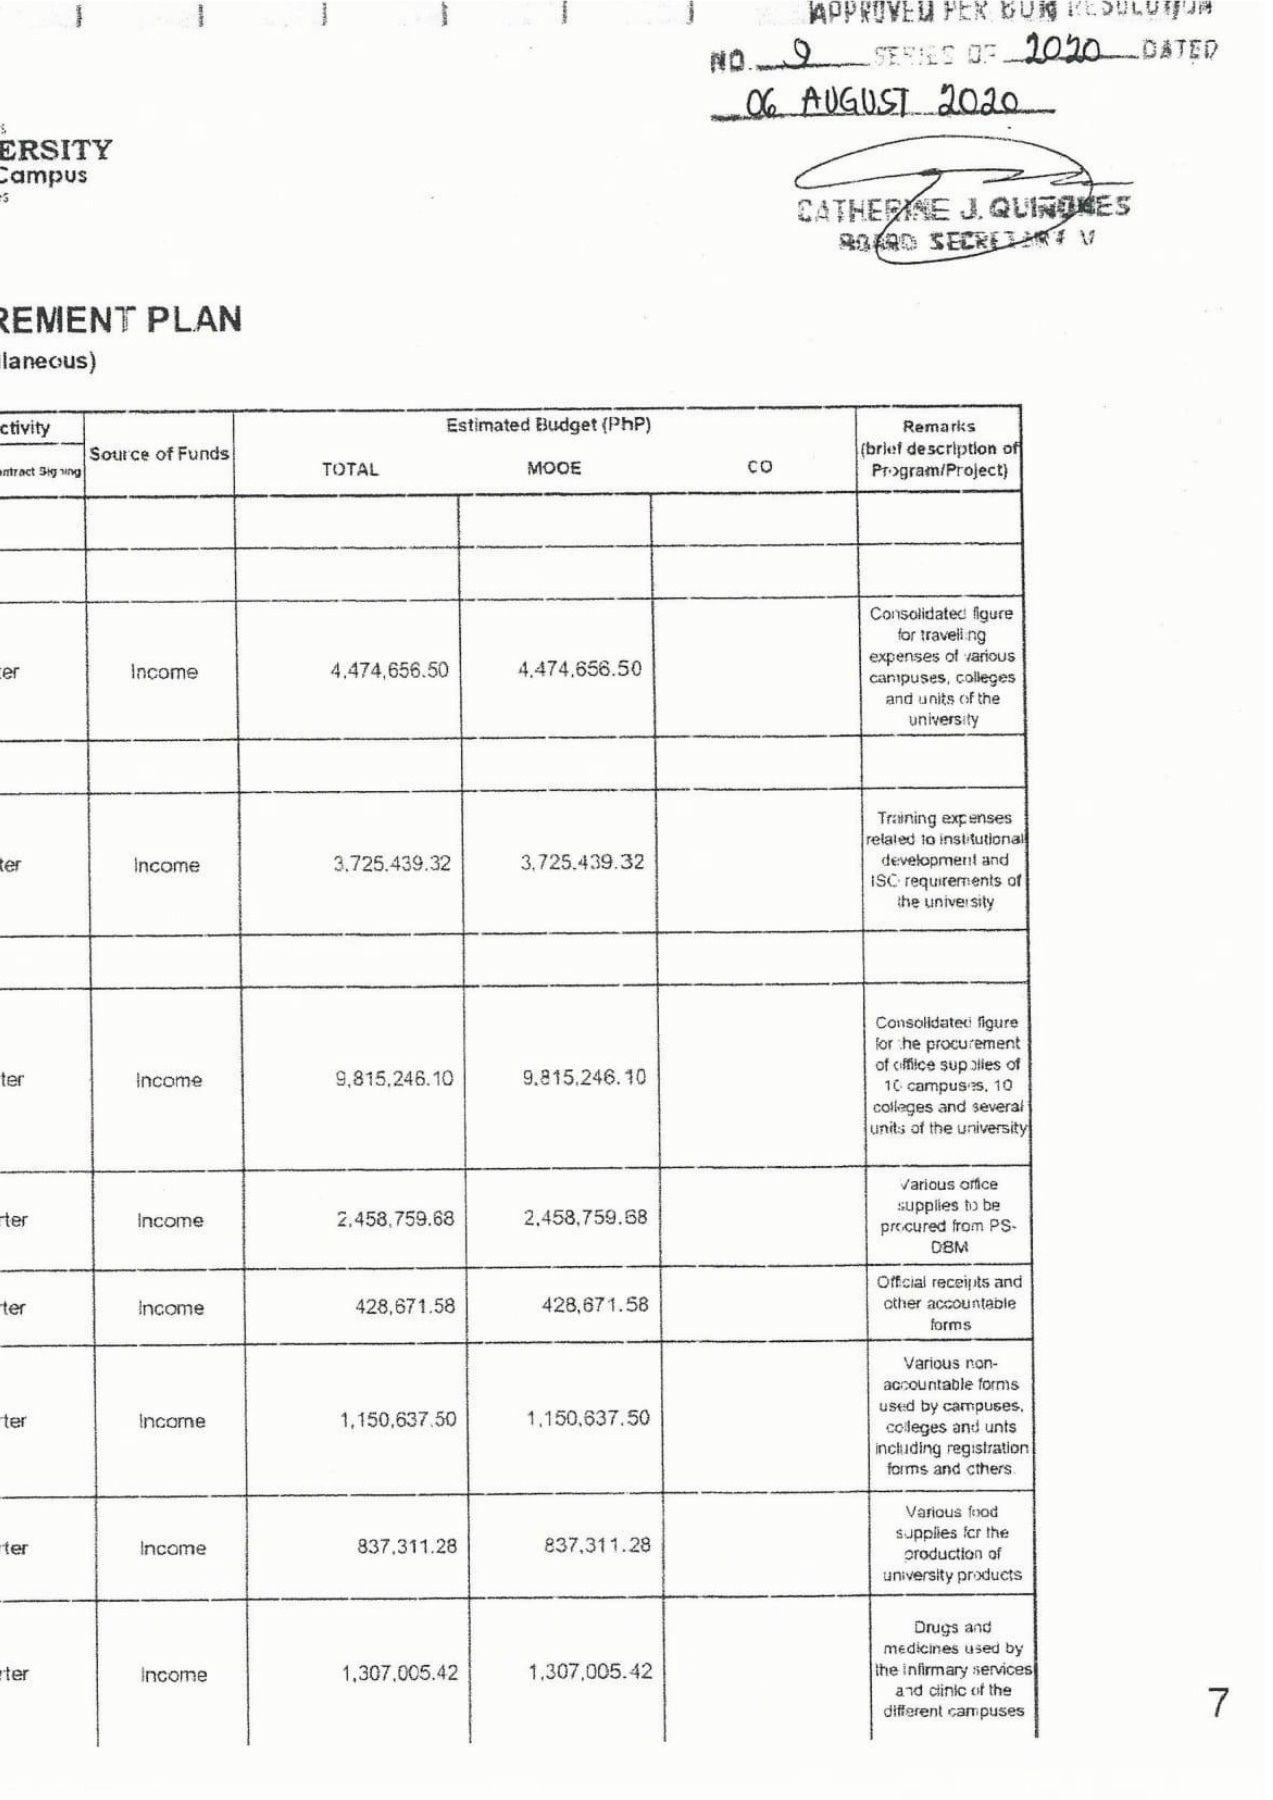 APPROVED PER BOR RESOLUTION
NO. 9 SERIES OF 2020 DATED
06 AUGUST 2020
s
ERSITY
Campus
es
CATHERINE J. QUIÑONES
BOARD SECRETARY V
REMENT PLAN
llaneous)
ctivity
ontract Signing
Source of Funds
Estimated Budget (PhP)
TOTAL MOOE CO
Remarks
(brief description of
Program/Project)
ter Income 4,474,656.50 4,474,656.50
Consolidated figure
for traveling
expenses of various
campuses, colleges
and units of the
university
ter Income 3,725,439.32 3,725,439.32
Training expenses
related to institutional
development and
ISO requirements of
the university
ter Income 9,815,246.10 9,815,246.10
Consolidated figure
for the procurement
of offiice supplies of
10 campuses, 10
colleges and several
units of the university
rter Income 2,458,759.68 2,458,759.68
Various office
supplies to be
procured from PS-
DBM
ter Income 428,671.58 428,671.58
Official receipts and
other accountable
forms
rter Income 1,150,637.50 1,150,637.50
Various non-
accountable forms
used by campuses,
colleges and unts
including registration
forms and others.
rter Income 837,311.28 837,311.28
Various food
supplies for the
production of
university products
rter Income 1,307,005.42 1,307,005.42
Drugs and
medicines used by
the infirmary services
and clinic of the
different campuses
7